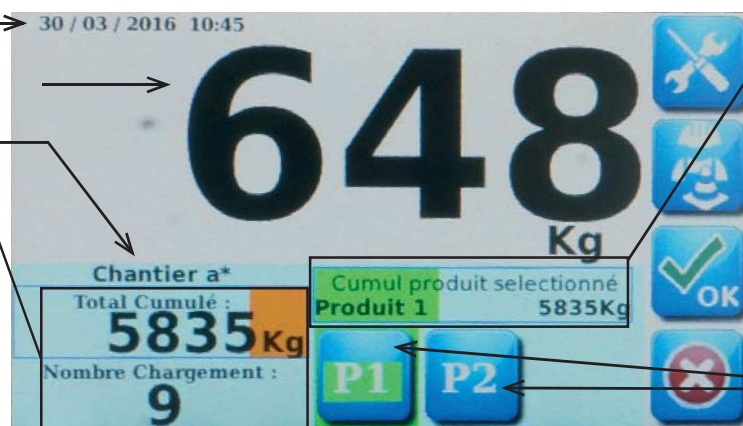 30 / 03 / 2016 10:45
648
Kg
Chantier a*
Total Cumulé :
5835Kg
Nombre Chargement :
9
Cumul produit selectionné
Produit 1 5835Kg
P1 P2
OK